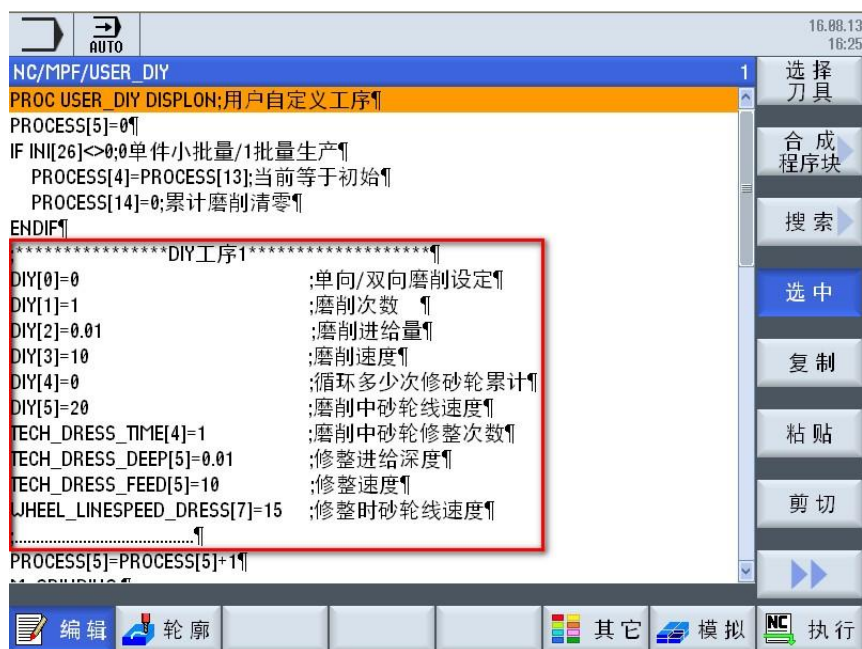 AUTO
16.08.13
16:25
NC/MPF/USER_DIY
1
PROC USER_DIY DISPLON;用户自定义工序¶
PROCESS[5]=0¶
IF INI[26]<>0;0单件小批量/1批量生产¶
PROCESS[4]=PROCESS[13];当前等于初始¶
PROCESS[14]=0;累计磨削清零¶
ENDIF¶
;****************DIY工序1*******************¶
DIY[0]=0 ;单向/双向磨削设定¶
DIY[1]=1 ;磨削次数 ¶
DIY[2]=0.01 ;磨削进给量¶
DIY[3]=10 ;磨削速度¶
DIY[4]=0 ;循环多少次修砂轮累计¶
DIY[5]=20 ;磨削中砂轮线速度¶
TECH_DRESS_TIME[4]=1 ;磨削中砂轮修整次数¶
TECH_DRESS_DEEP[5]=0.01 ;修整进给深度¶
TECH_DRESS_FEED[5]=10 ;修整速度¶
WHEEL_LINESPEED_DRESS[7]=15 ;修整时砂轮线速度¶
;..........................................¶
PROCESS[5]=PROCESS[5]+1¶
选择
刀具
合成
程序块
搜索
选中
复制
粘贴
剪切
编辑
轮廓
其它
模拟
NC
执行